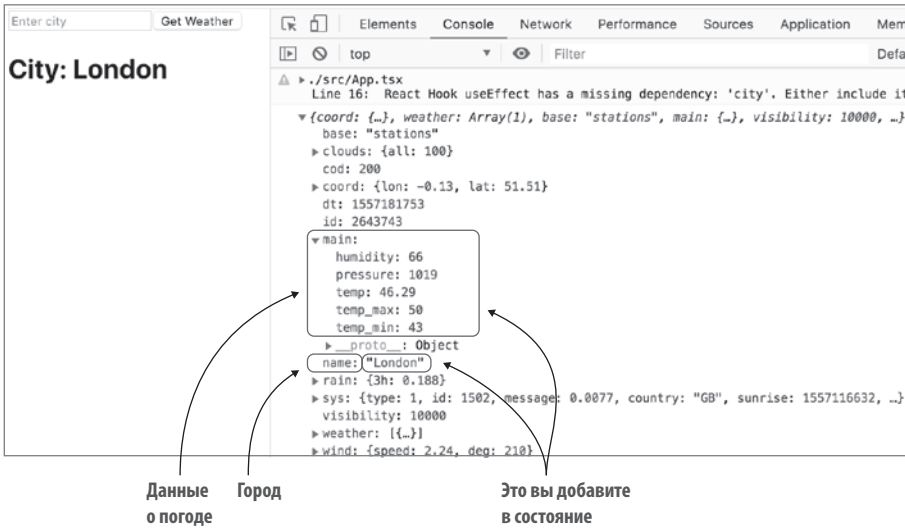 Enter city Get Weather
City: London
Elements Console Network Performance Sources Application Mem
top Filter Defa
./src/App.tsx
Line 16: React Hook useEffect has a missing dependency: 'city'. Either include it
{coord: {…}, weather: Array(1), base: "stations", main: {…}, visibility: 10000, …}
base: "stations"
clouds: {all: 100}
cod: 200
coord: {lon: -0.13, lat: 51.51}
dt: 1557181753
id: 2643743
main:
humidity: 66
pressure: 1019
temp: 46.29
temp_max: 50
temp_min: 43
__proto__: Object
name: "London"
rain: {3h: 0.188}
sys: {type: 1, id: 1502, message: 0.0077, country: "GB", sunrise: 1557116632, …}
visibility: 10000
weather: [{…}]
wind: {speed: 2.24, deg: 210}
Данные
о погоде
Город
Это вы добавите
в состояние